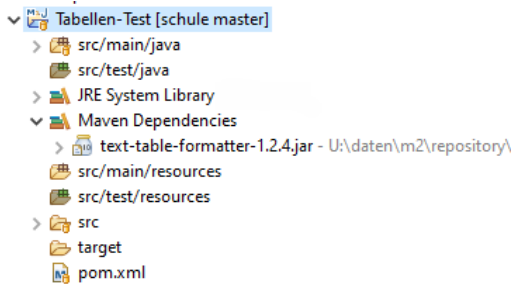 Tabellen-Test [schule master]
src/main/java
src/test/java
JRE System Library
Maven Dependencies
text-table-formatter-1.2.4.jar - U:\daten\m2\repository\
src/main/resources
src/test/resources
src
target
pom.xml